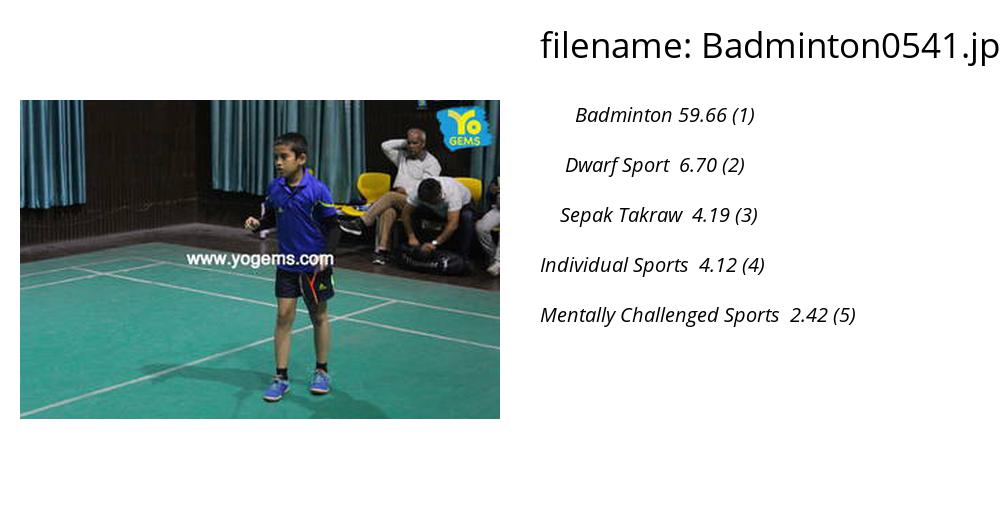 filename: Badminton0541.jp
Badminton 59.66 (1)
Dwarf Sport 6.70 (2)
Sepak Takraw 4.19 (3)
Individual Sports 4.12 (4)
Mentally Challenged Sports 2.42 (5)
Yo
GEMS
www.yogems.com